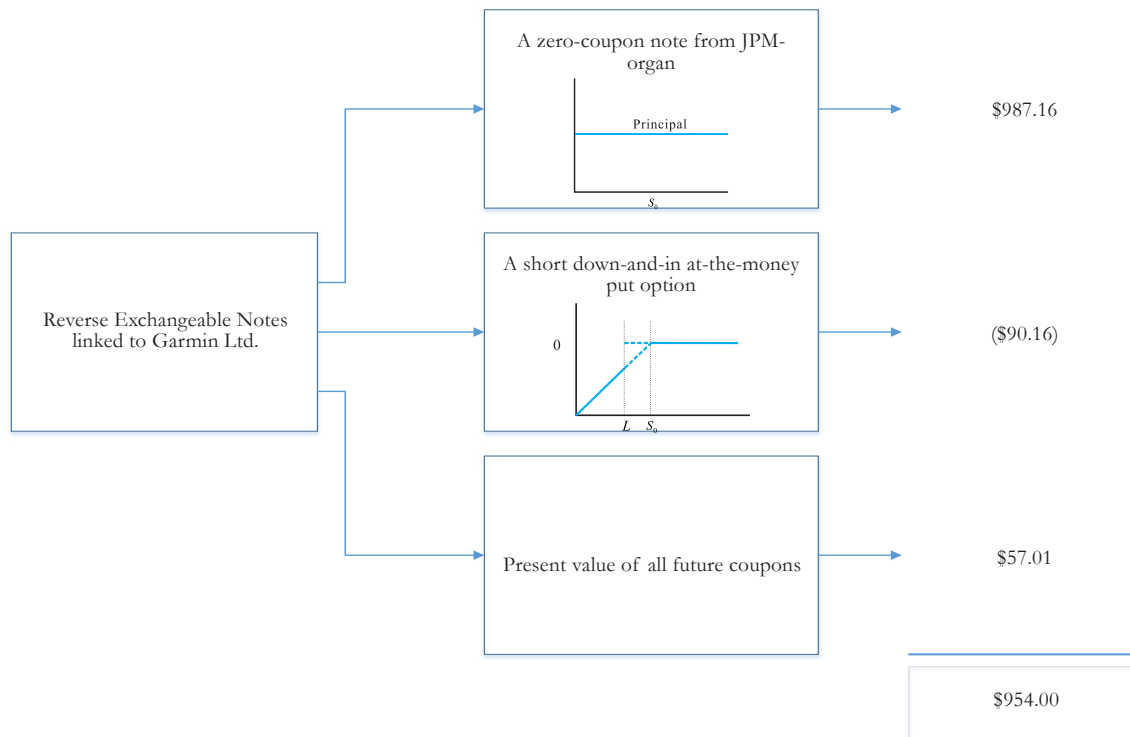 A zero-coupon note from JPM-
organ
Principal
S₀
$987.16
Reverse Exchangeable Notes
linked to Garmin Ltd.
A short down-and-in at-the-money
put option
0
L S₀
($90.16)
Present value of all future coupons
$57.01
$954.00